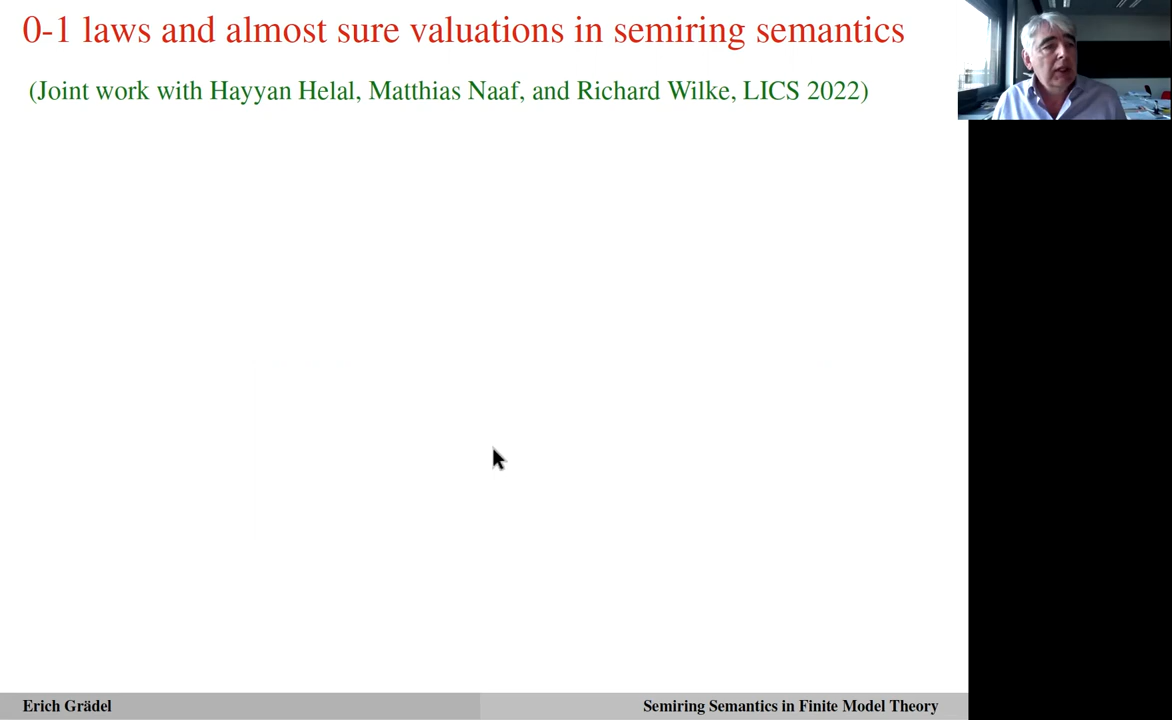 0-1 laws and almost sure valuations in semiring semantics
(Joint work with Hayyan Helal, Matthias Naaf, and Richard Wilke, LICS 2022)
Erich Grädel
Semiring Semantics in Finite Model Theory